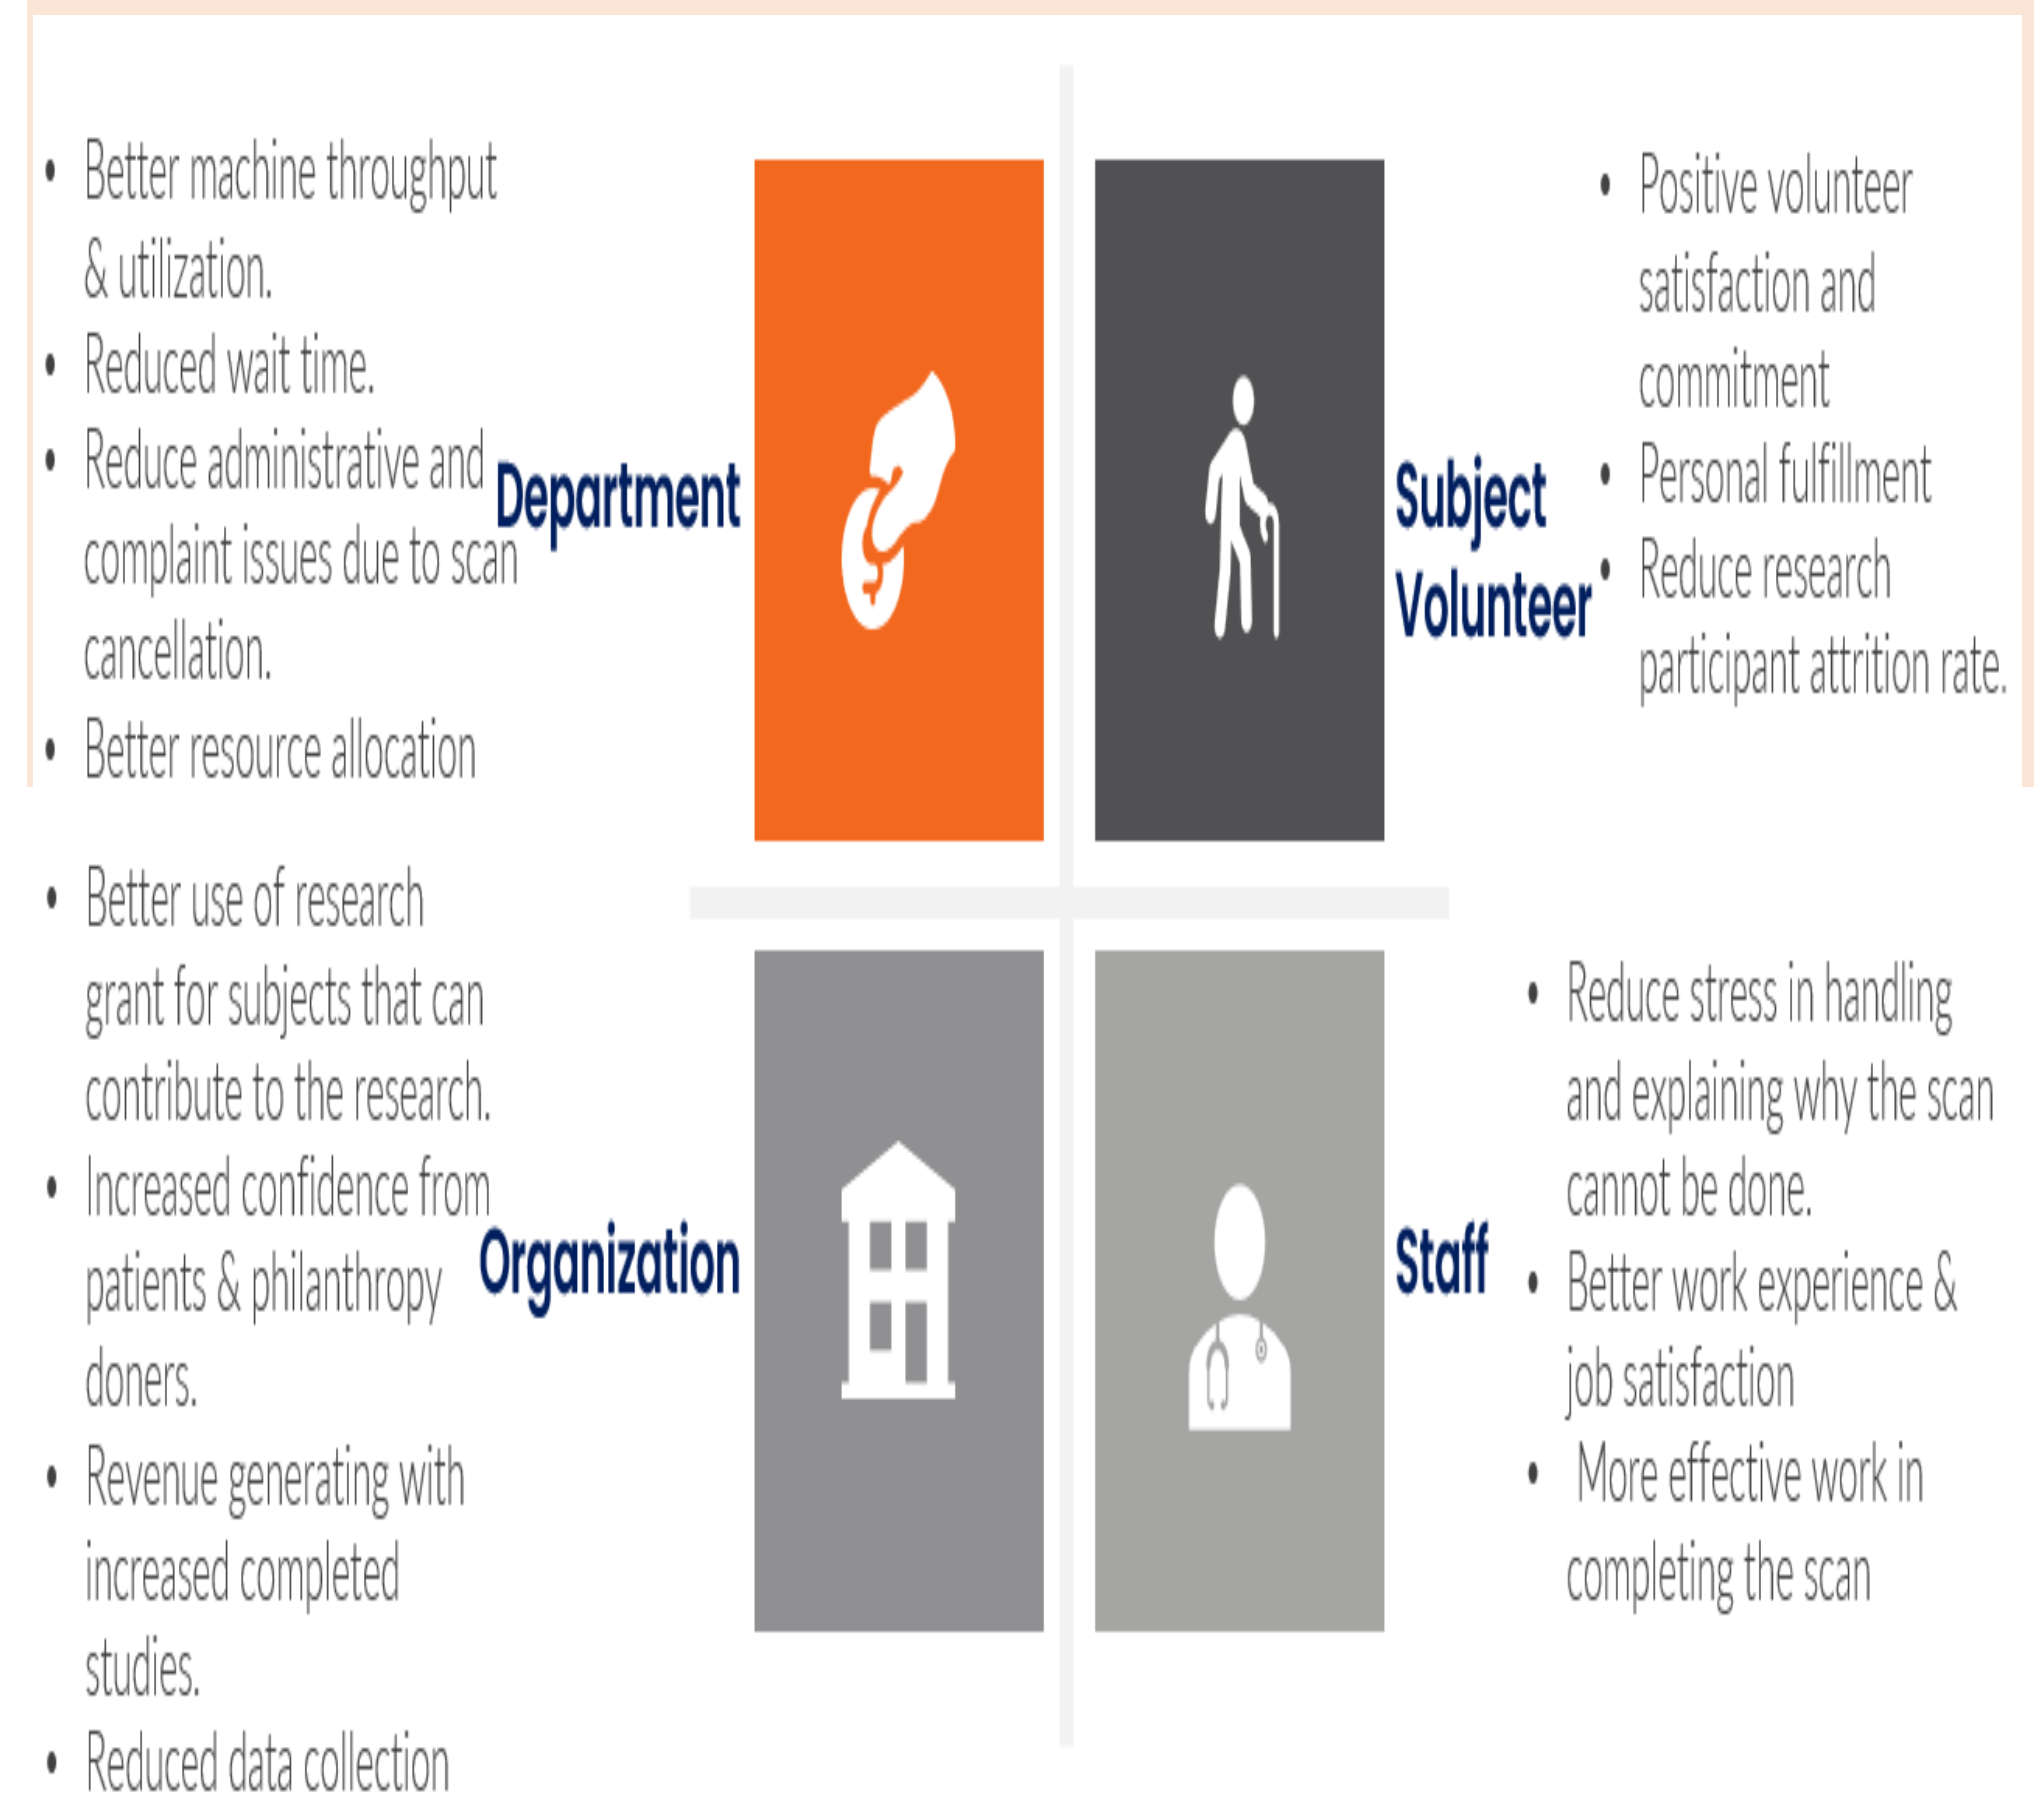 • Better machine throughput
& utilization.
• Reduced wait time.
• Reduce administrative and
complaint issues due to scan
cancellation.
• Better resource allocation
Department
Subject
Volunteer
• Positive volunteer
satisfaction and
commitment
• Personal fulfillment
• Reduce research
participant attrition rate.
• Better use of research
grant for subjects that can
contribute to the research.
• Increased confidence from
patients & philanthropy
doners.
• Revenue generating with
increased completed
studies.
• Reduced data collection
Organization
Staff
• Reduce stress in handling
and explaining why the scan
cannot be done.
• Better work experience &
job satisfaction
• More effective work in
completing the scan